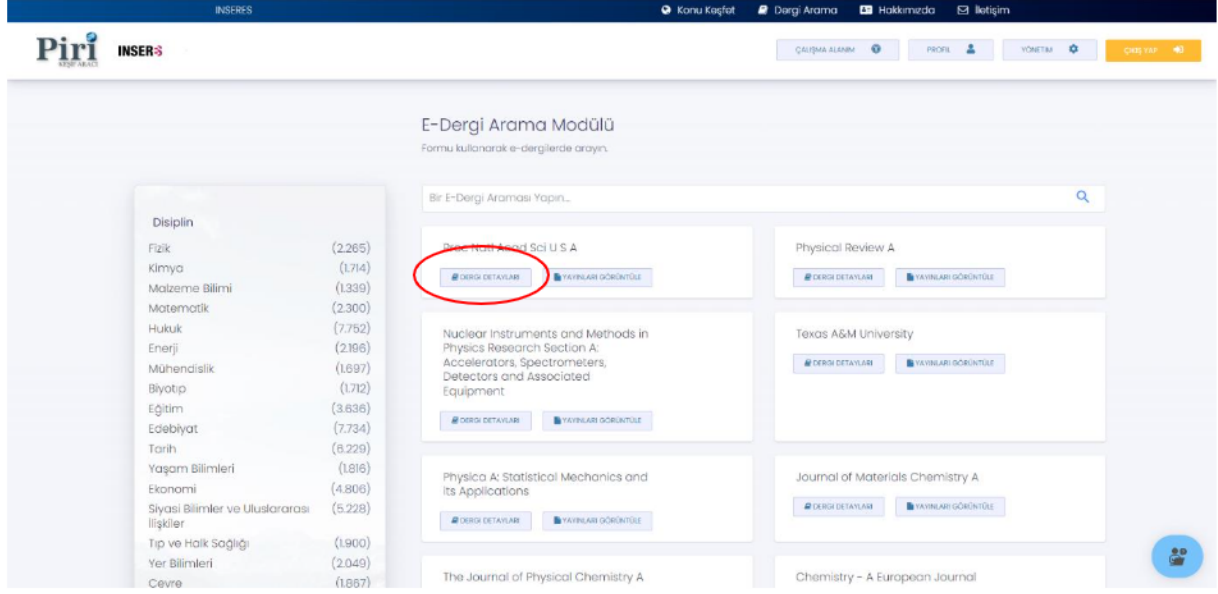 INSERES
Konu Keşfet
Dergi Arama
Hakkımızda
İletişim
Piri
KEŞİF ARACI
INSERS
ÇALIŞMA ALANIM
PROFİL
YÖNETİM
ÇIKIŞ YAP
E-Dergi Arama Modülü
Formu kullanarak e-dergilerde arayın.
Bir E-Dergi Araması Yapın...
Disiplin
Fizik (2.265)
Kimya (1.714)
Malzeme Bilimi (1.339)
Matematik (2.300)
Hukuk (7.752)
Enerji (2.196)
Mühendislik (1.697)
Biyotıp (1.712)
Eğitim (3.636)
Edebiyat (7.734)
Tarih (6.229)
Yaşam Bilimleri (1.816)
Ekonomi (4.806)
Siyasi Bilimler ve Uluslararası (5.228)
İlişkiler
Tıp ve Halk Sağlığı (1.900)
Yer Bilimleri (2.049)
Çevre (1.867)
Proc Natl Acad Sci U S A
DERGİ DETAYLARI
YAYINLARI GÖRÜNTÜLE
Physical Review A
DERGİ DETAYLARI
YAYINLARI GÖRÜNTÜLE
Nuclear Instruments and Methods in
Physics Research Section A:
Accelerators, Spectrometers,
Detectors and Associated
Equipment
DERGİ DETAYLARI
YAYINLARI GÖRÜNTÜLE
Texas A&M University
DERGİ DETAYLARI
YAYINLARI GÖRÜNTÜLE
Physica A: Statistical Mechanics and
its Applications
DERGİ DETAYLARI
YAYINLARI GÖRÜNTÜLE
Journal of Materials Chemistry A
DERGİ DETAYLARI
YAYINLARI GÖRÜNTÜLE
The Journal of Physical Chemistry A
Chemistry - A European Journal